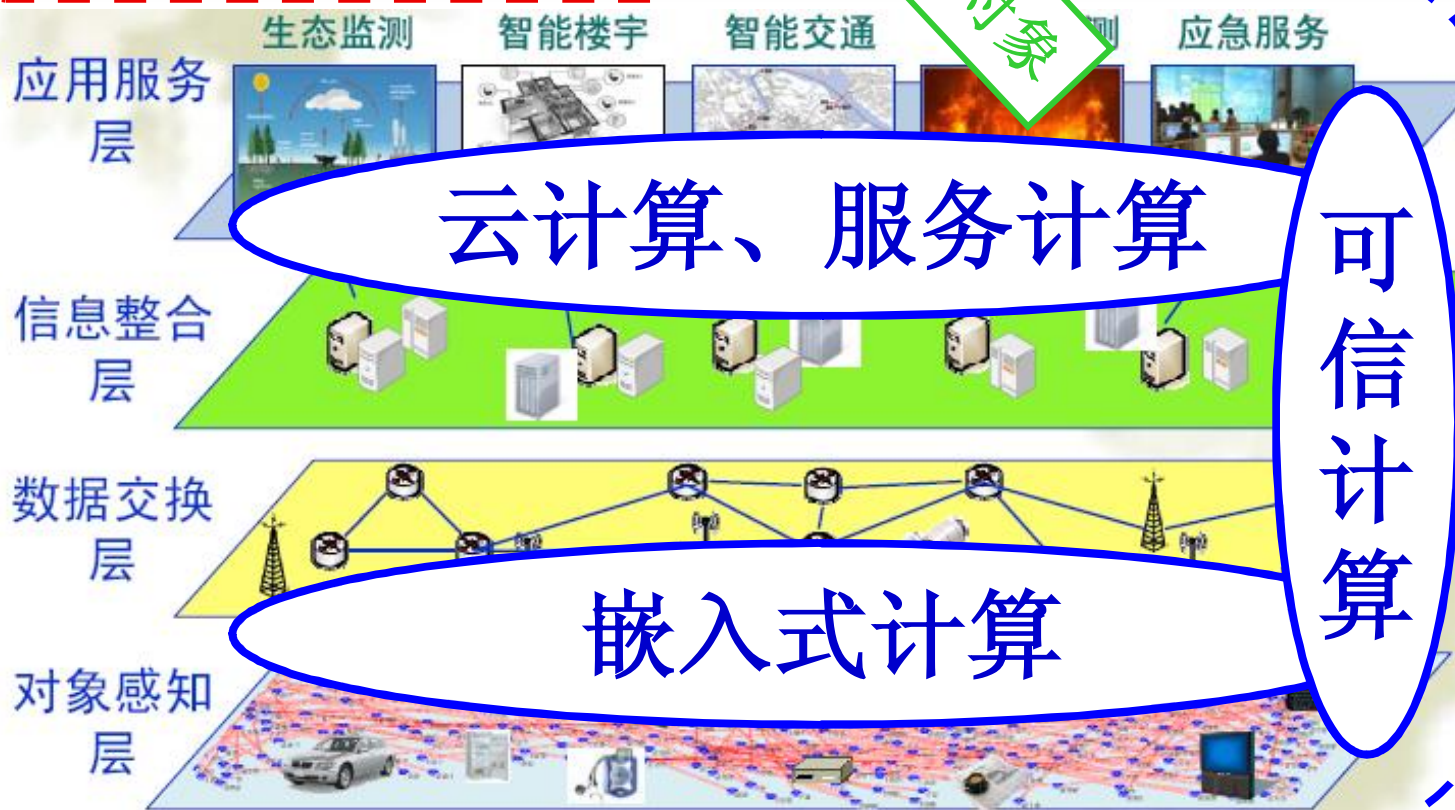 生态监测
智能楼宇
智能交通
对象
测
应急服务
应用服务
层
云计算、服务计算
可信计算
信息整合
层
数据交换
层
嵌入式计算
对象感知
层